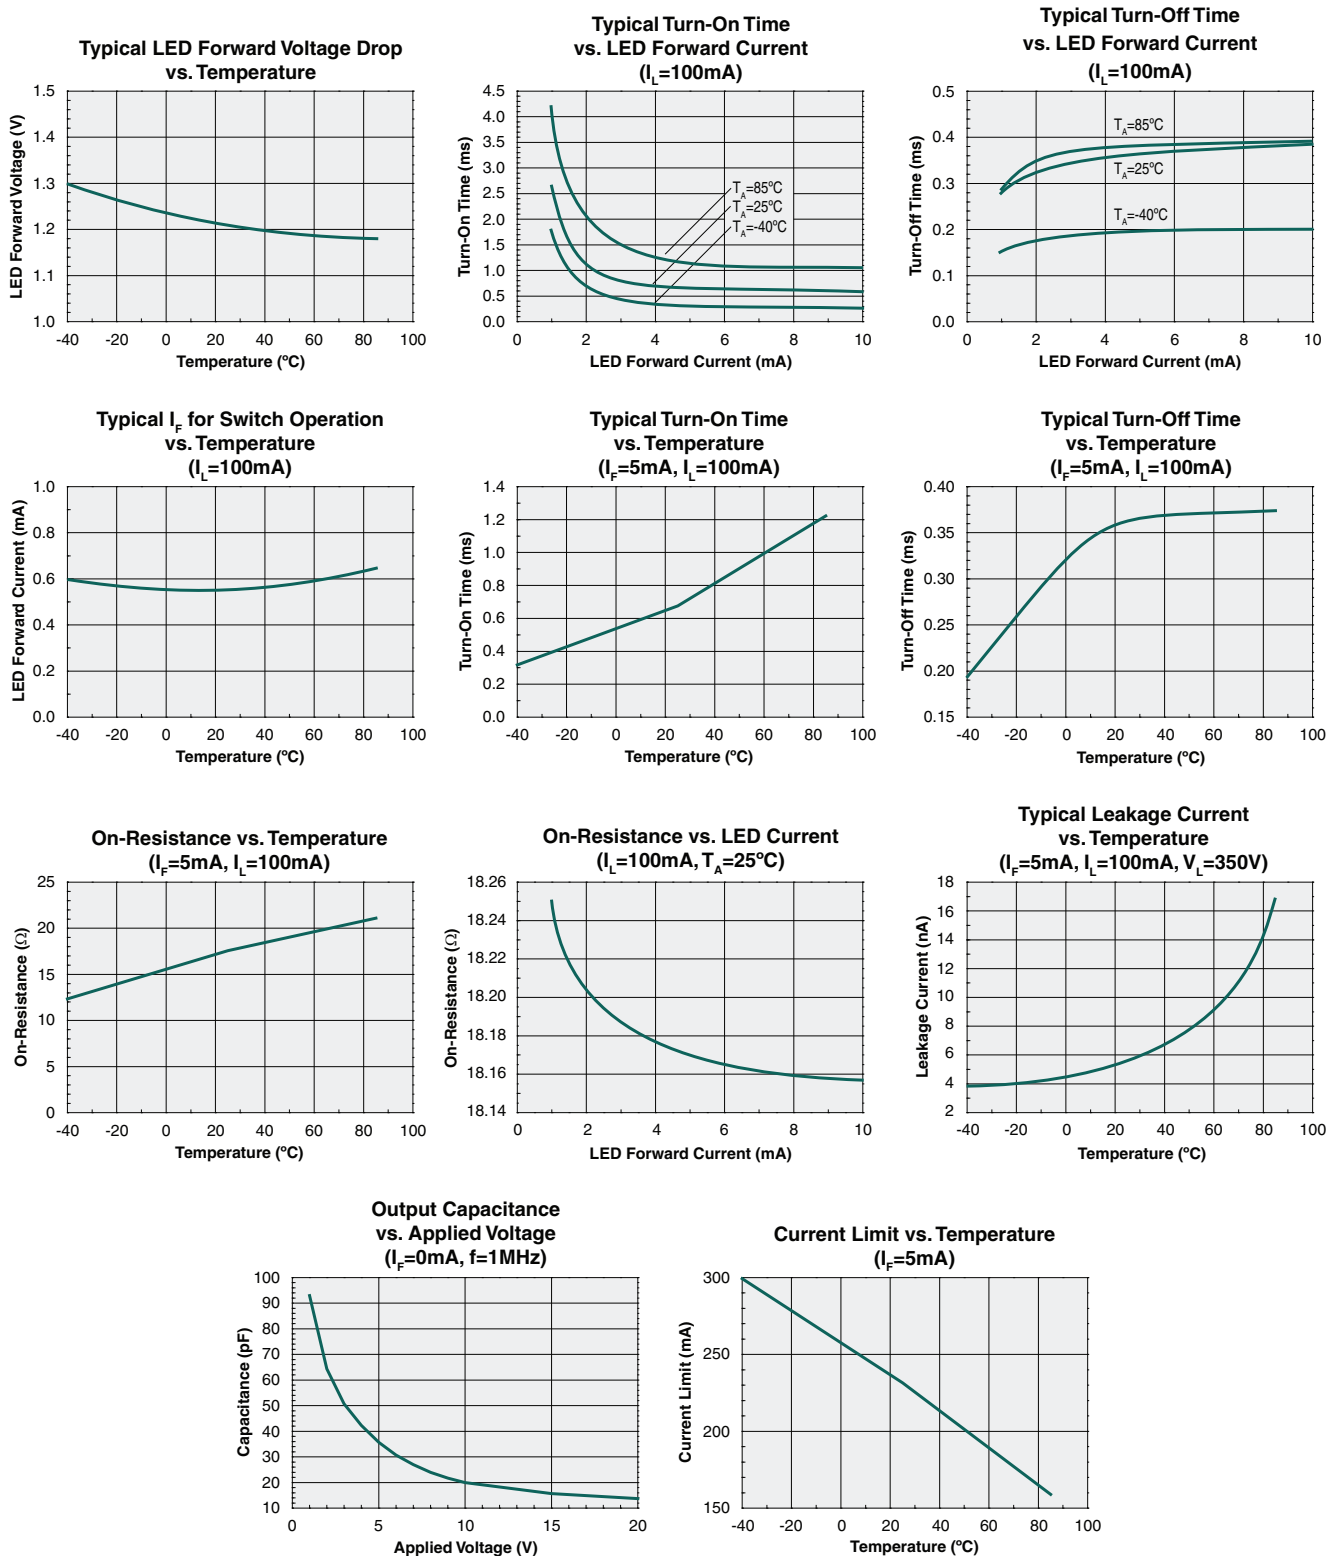 Typical LED Forward Voltage Drop
vs. Temperature
LED Forward Voltage (V)
1.5
1.4
1.3
1.2
1.1
1.0
-40 -20 0 20 40 60 80 100
Temperature (ºC)
Typical Turn-On Time
vs. LED Forward Current
(IL=100mA)
Turn-On Time (ms)
4.5
4.0
3.5
3.0
2.5
2.0
1.5
1.0
0.5
0.0
TA=85ºC
TA=25ºC
TA=-40ºC
0 2 4 6 8 10
LED Forward Current (mA)
Typical Turn-Off Time
vs. LED Forward Current
(IL=100mA)
Turn-Off Time (ms)
0.5
0.4
0.3
0.2
0.1
0.0
TA=85ºC
TA=25ºC
TA=-40ºC
0 2 4 6 8 10
LED Forward Current (mA)
Typical IF for Switch Operation
vs. Temperature
(IL=100mA)
LED Forward Current (mA)
1.0
0.8
0.6
0.4
0.2
0.0
-40 -20 0 20 40 60 80 100
Temperature (ºC)
Typical Turn-On Time
vs. Temperature
(IF=5mA, IL=100mA)
Turn-On Time (ms)
1.4
1.2
1.0
0.8
0.6
0.4
0.2
0.0
-40 -20 0 20 40 60 80 100
Temperature (ºC)
Typical Turn-Off Time
vs. Temperature
(IF=5mA, IL=100mA)
Turn-Off Time (ms)
0.40
0.35
0.30
0.25
0.20
0.15
-40 -20 0 20 40 60 80 100
Temperature (ºC)
On-Resistance vs. Temperature
(IF=5mA, IL=100mA)
On-Resistance (Ω)
25
20
15
10
5
0
-40 -20 0 20 40 60 80 100
Temperature (ºC)
On-Resistance vs. LED Current
(IL=100mA, TA=25ºC)
On-Resistance (Ω)
18.26
18.24
18.22
18.20
18.18
18.16
18.14
0 2 4 6 8 10
LED Forward Current (mA)
Typical Leakage Current
vs. Temperature
(IF=5mA, IL=100mA, VL=350V)
Leakage Current (nA)
18
16
14
12
10
8
6
4
2
-40 -20 0 20 40 60 80 100
Temperature (ºC)
Output Capacitance
vs. Applied Voltage
(IF=0mA, f=1MHz)
Capacitance (pF)
100
90
80
70
60
50
40
30
20
10
0 5 10 15 20
Applied Voltage (V)
Current Limit vs. Temperature
(IF=5mA)
Current Limit (mA)
300
250
200
150
-40 -20 0 20 40 60 80 100
Temperature (ºC)